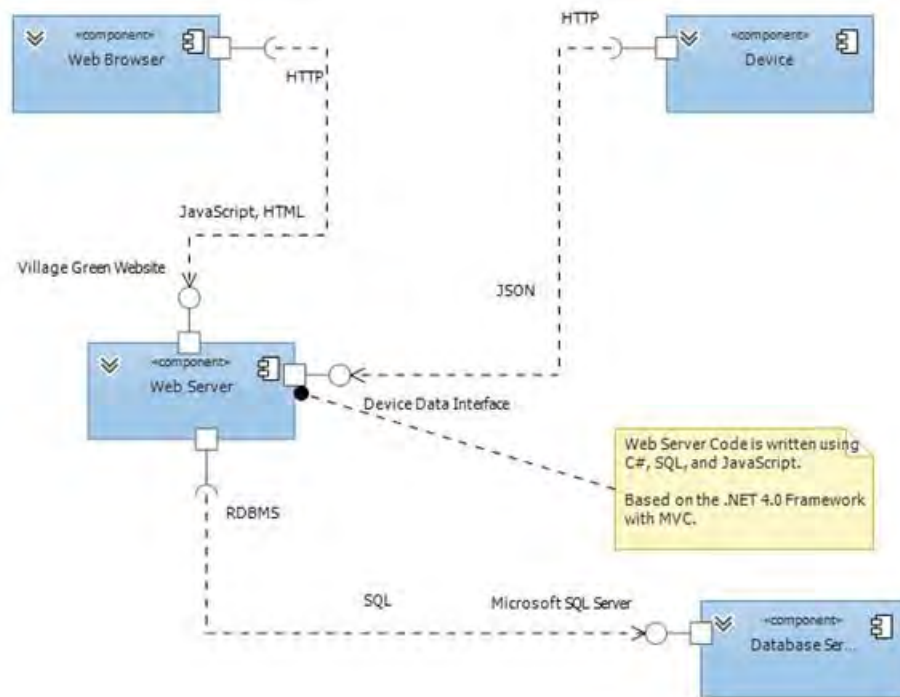 HTTP
«component»
Web Browser
«component»
Device
HTTP
JavaScript, HTML
Village Green Website
JSON
«component»
Web Server
Device Data Interface
Web Server Code is written using
C#, SQL, and JavaScript.
Based on the .NET 4.0 Framework
with MVC.
RDBMS
SQL
Microsoft SQL Server
«component»
Database Ser...